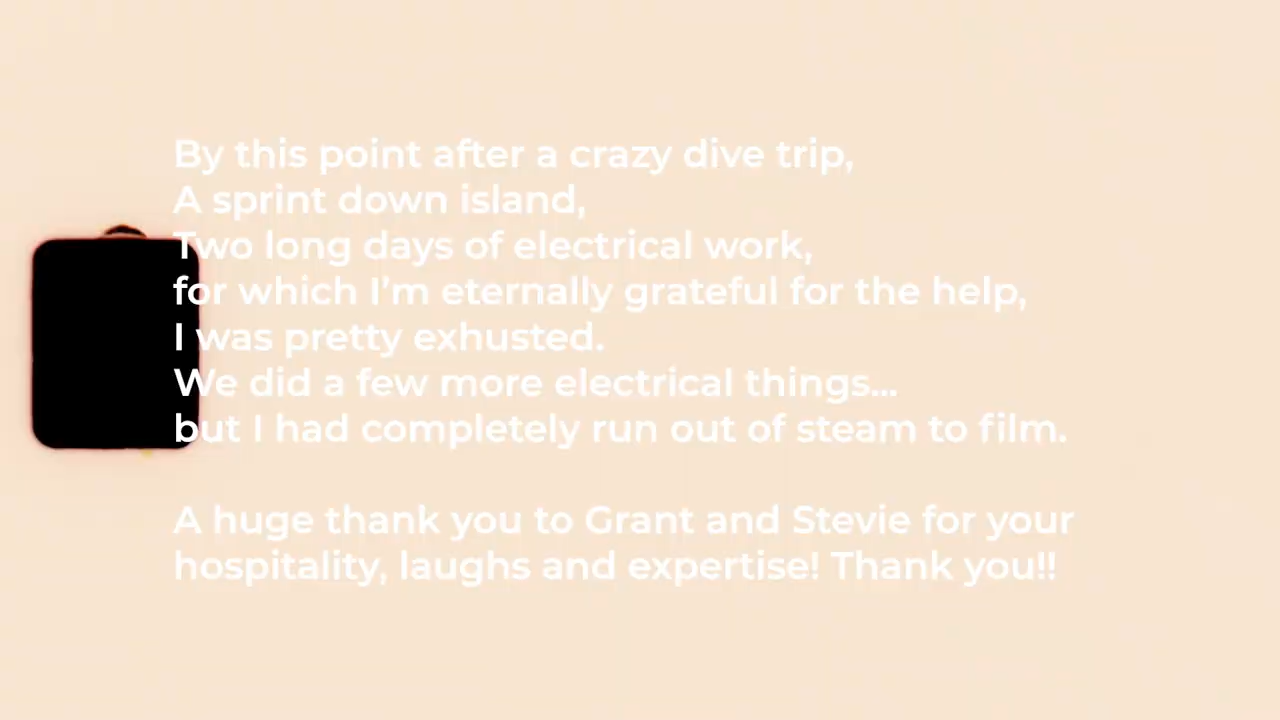 By this point after a crazy dive trip,
A sprint down island,
Two long days of electrical work,
for which I'm eternally grateful for the help,
I was pretty exhusted.
We did a few more electrical things...
but I had completely run out of steam to film.
A huge thank you to Grant and Stevie for your
hospitality, laughs and expertise! Thank you!!